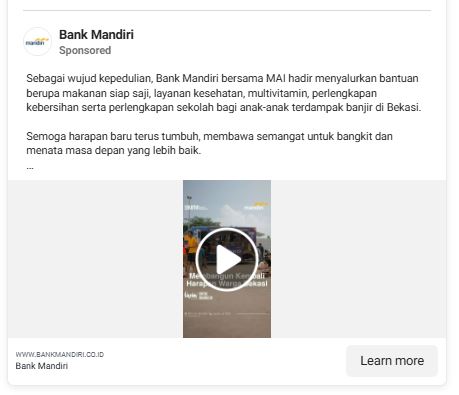 mandiri
Bank Mandiri
Sponsored
Sebagai wujud kepedulian, Bank Mandiri bersama MAI hadir menyalurkan bantuan
berupa makanan siap saji, layanan kesehatan, multivitamin, perlengkapan
kebersihan serta perlengkapan sekolah bagi anak-anak terdampak banjir di Bekasi.
Semoga harapan baru terus tumbuh, membawa semangat untuk bangkit dan
menata masa depan yang lebih baik.
...
mandiri
Membangun Kembali
Harapan Warga Bekasi
WWW.BANKMANDIRI.CO.ID
Bank Mandiri
Learn more